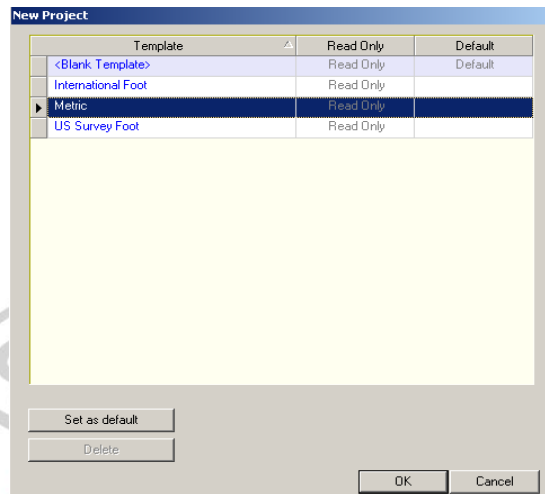 New Project
Template Read Only Default
<Blank Template> Read Only Default
International Foot Read Only
Metric Read Only
US Survey Foot Read Only
Set as default
Delete
OK Cancel